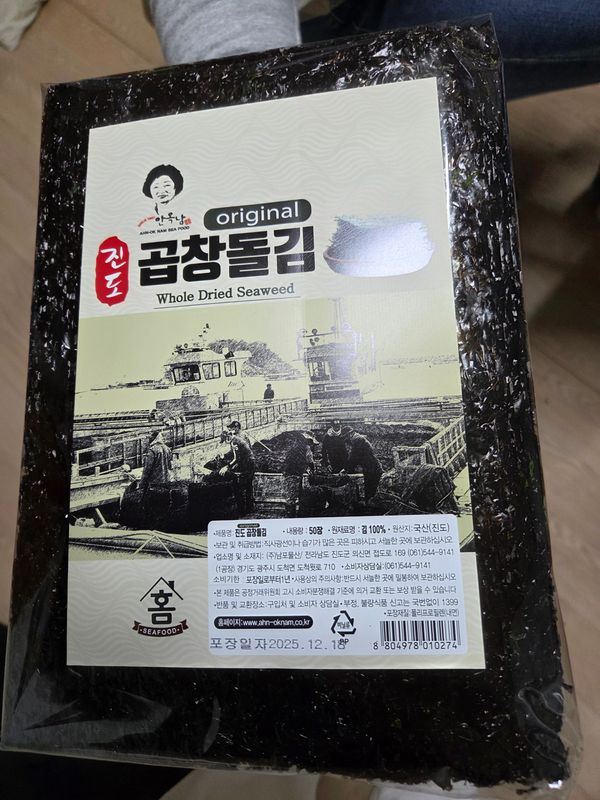 SINCE 1980 안옥남
AHN-OK NAM SEA FOOD
original
진도
곱창돌김
Whole Dried Seaweed
•제품명: 진도 곱창돌김 •내용량: 50장 •원재료명: 김 100% •원산지: 국산(진도)
•보관 및 취급방법: 직사광선이나 습기가 많은 곳은 피하시고 서늘한 곳에 보관하십시오
•업소명 및 소재지: (주)남포물산/ 전라남도 진도군 의신면 접도로 169 (061)544-9141
(1공장) 경기도 광주시 도척면 도척윗로 710 •소비자상담실: (061)544-9141
소비기한 : 포장일로부터1년 •사용상의 주의사항: 반드시 서늘한 곳에 밀봉하여 보관하십시오
•본 제품은 공정거래위원회 고시 소비자분쟁해결 기준에 의거 교환 또는 보상 받을 수 있습니다
•반품 및 교환장소:구입처 및 소비자 상담실 •부정, 불량식품 신고는 국번없이 1399
•포장재질: 폴리프로필렌(내면)
홈페이지:www.ahn-oknam.co.kr
비닐류
PP
포장일자2025.12.18
8 804978 010274
홈
SEAFOOD